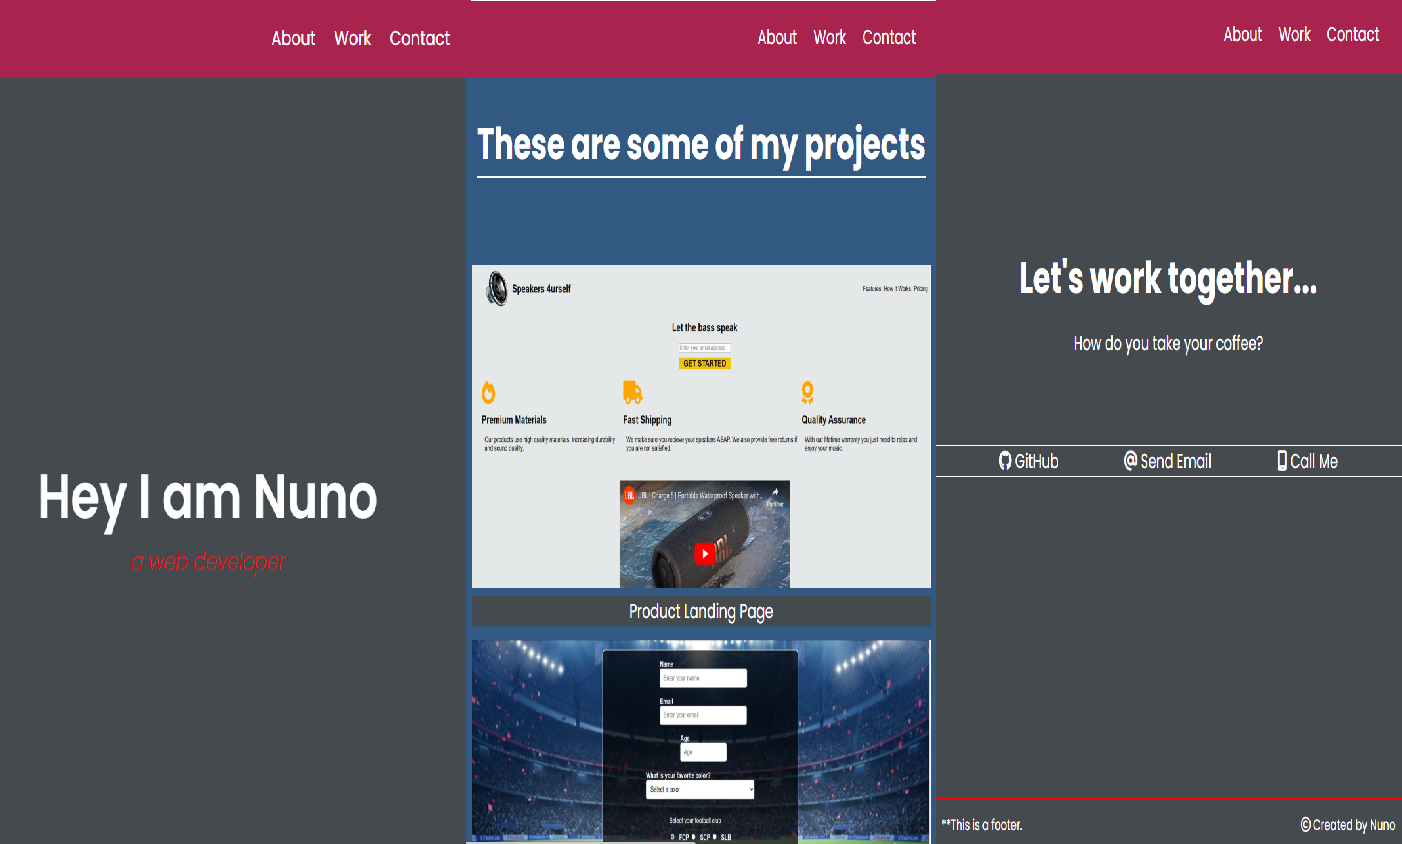 About Work Contact
Hey I am Nuno
a web developer
About Work Contact
These are some of my projects
Speakers 4urself
Features How it Works Pricing
Let the bass speak
Enter your email address
GET STARTED
Premium Materials
Our products use high quality materials, increasing durability
and sound quality.
Fast Shipping
We make sure you recieve your speakers ASAP. We also provide free returns if
you are not satisfied.
Quality Assurance
With our lifetime warrenty you just need to relax and
enjoy your music.
JBL | Charge 5 | Portable Waterproof Speaker with...
JBL
Product Landing Page
Name
Enter your name
Email
Enter your email
Age
Age
What is your favorite color?
Select a color
Select your football club
FCP SCP SLB
About Work Contact
Let's work together...
How do you take your coffee?
GitHub
@ Send Email
Call Me
**This is a footer.
© Created by Nuno